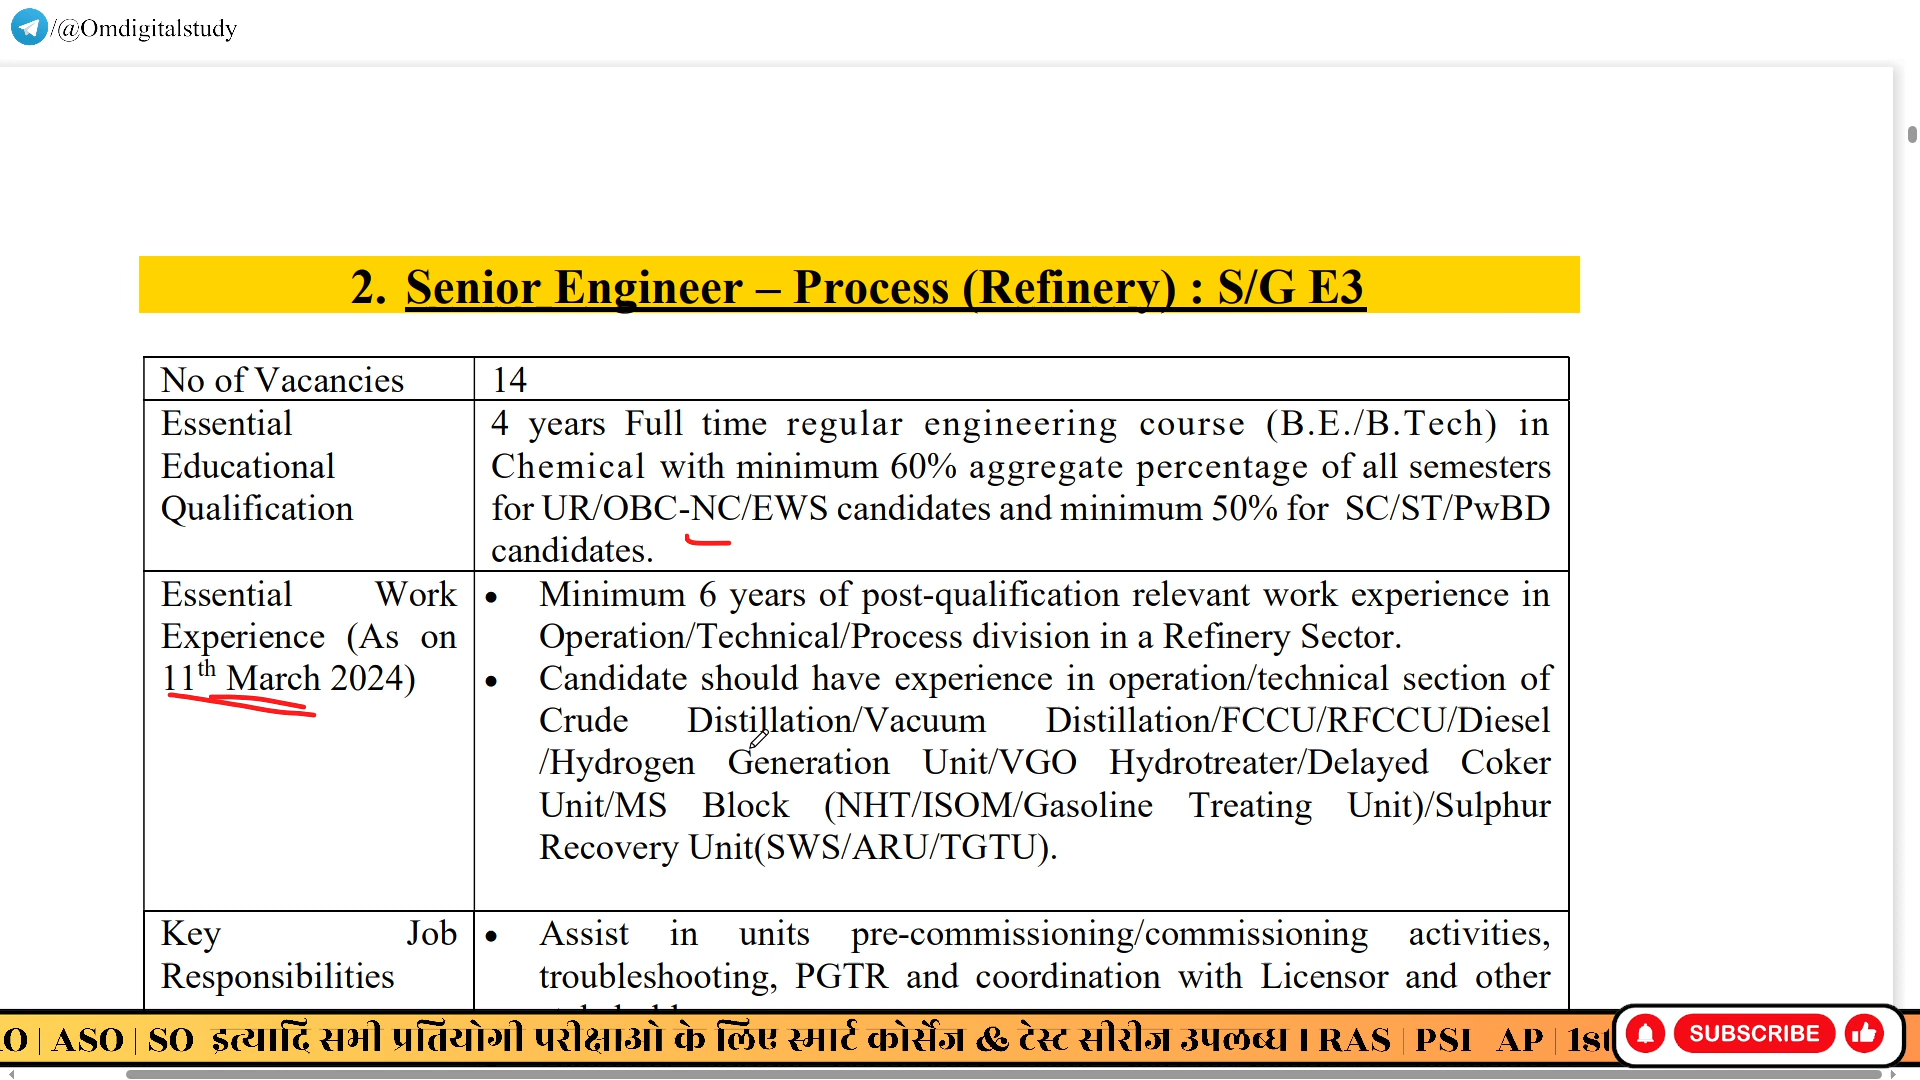 /@Omdigitalstudy
2. Senior Engineer – Process (Refinery) : S/G E3
No of Vacancies
14
Essential
Educational
Qualification
4 years Full time regular engineering course (B.E./B.Tech) in
Chemical with minimum 60% aggregate percentage of all semesters
for UR/OBC-NC/EWS candidates and minimum 50% for SC/ST/PwBD
candidates.
Essential Work
Experience (As on
11th March 2024)
• Minimum 6 years of post-qualification relevant work experience in
Operation/Technical/Process division in a Refinery Sector.
• Candidate should have experience in operation/technical section of
Crude Distillation/Vacuum Distillation/FCCU/RFCCU/Diesel
/Hydrogen Generation Unit/VGO Hydrotreater/Delayed Coker
Unit/MS Block (NHT/ISOM/Gasoline Treating Unit)/Sulphur
Recovery Unit(SWS/ARU/TGTU).
Key Job
Responsibilities
• Assist in units pre-commissioning/commissioning activities,
troubleshooting, PGTR and coordination with Licensor and other
O | ASO | SO इत्यादि सभी प्रतियोगी परीक्षाओ के लिए स्मार्ट कोर्सेज & टेस्ट सीरीज उपलब्ध I RAS | PSI AP | 1st
SUBSCRIBE